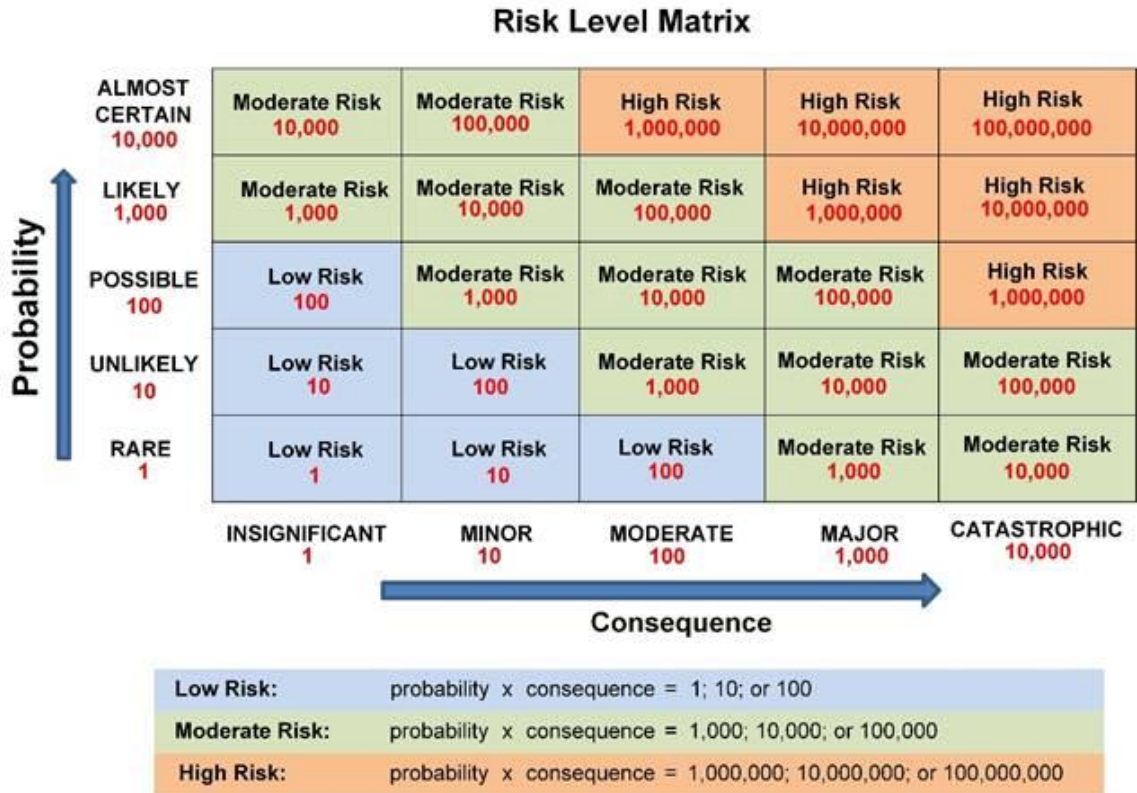 Risk Level Matrix
ALMOST
CERTAIN
10,000
Moderate Risk
10,000
Moderate Risk
100,000
High Risk
1,000,000
High Risk
10,000,000
High Risk
100,000,000
LIKELY
1,000
Moderate Risk
1,000
Moderate Risk
10,000
Moderate Risk
100,000
High Risk
1,000,000
High Risk
10,000,000
Probability
POSSIBLE
100
Low Risk
100
Moderate Risk
1,000
Moderate Risk
10,000
Moderate Risk
100,000
High Risk
1,000,000
UNLIKELY
10
Low Risk
10
Low Risk
100
Moderate Risk
1,000
Moderate Risk
10,000
Moderate Risk
100,000
RARE
1
Low Risk
1
Low Risk
10
Low Risk
100
Moderate Risk
1,000
Moderate Risk
10,000
INSIGNIFICANT
1
MINOR
10
MODERATE
100
MAJOR
1,000
CATASTROPHIC
10,000
Consequence
Low Risk: probability x consequence = 1; 10; or 100
Moderate Risk: probability x consequence = 1,000; 10,000; or 100,000
High Risk: probability x consequence = 1,000,000; 10,000,000; or 100,000,000